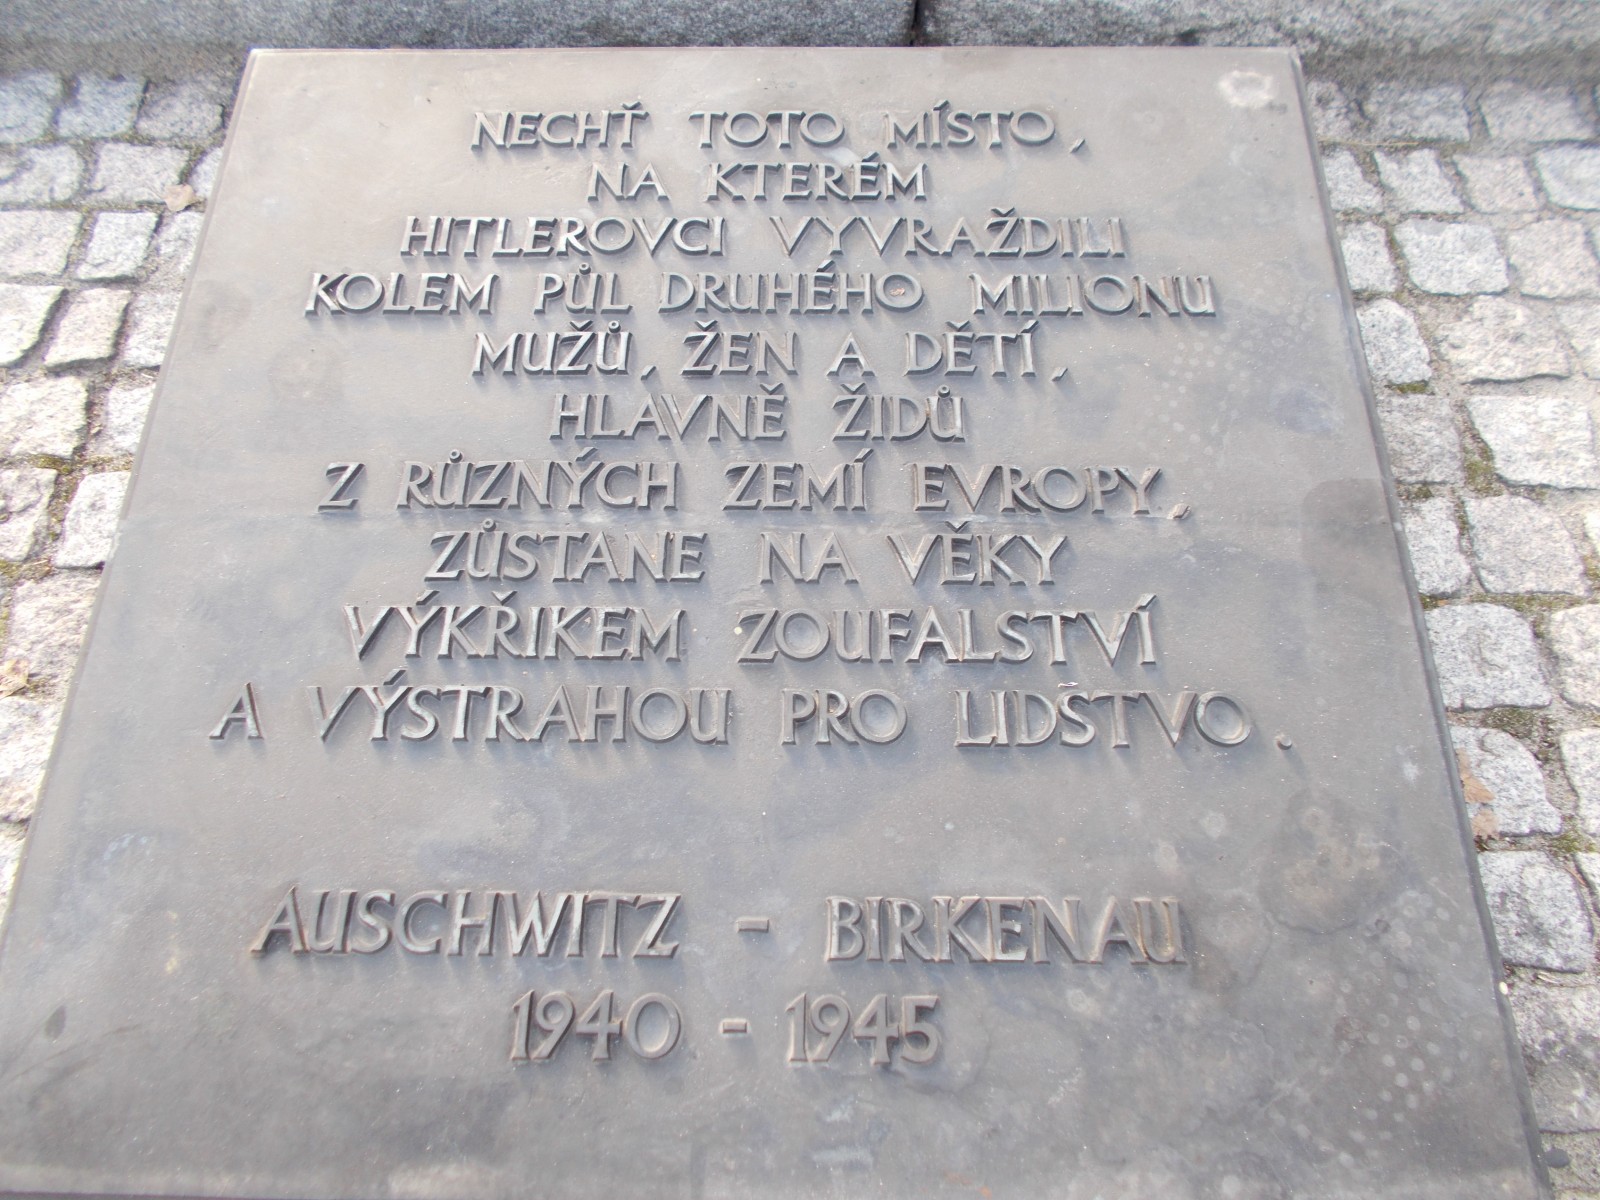 NECHŤ TOTO MÍSTO,
NA KTERÉM
HITLEROVCI VYVRAŽDILI
KOLEM PŮL DRUHÉHO MILIONU
MUŽŮ, ŽEN A DĚTÍ,
HLAVNĚ ŽIDŮ
Z RŮZNÝCH ZEMÍ EVROPY,
ZŮSTANE NA VĚKY
VÝKŘIKEM ZOUFALSTVÍ
A VÝSTRAHOU PRO LIDSTVO.
AUSCHWITZ - BIRKENAU
1940 - 1945